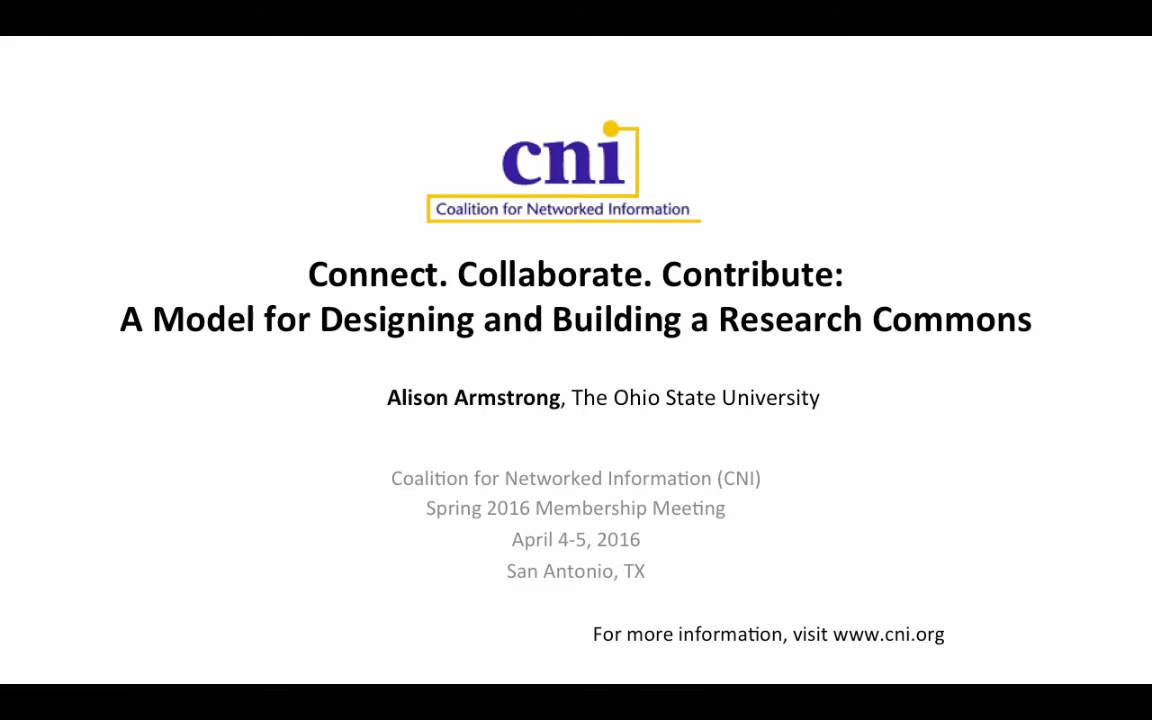 cni
Coalition for Networked Information
Connect. Collaborate. Contribute:
A Model for Designing and Building a Research Commons
Alison Armstrong, The Ohio State University
Coalition for Networked Information (CNI)
Spring 2016 Membership Meeting
April 4-5, 2016
San Antonio, TX
For more information, visit www.cni.org